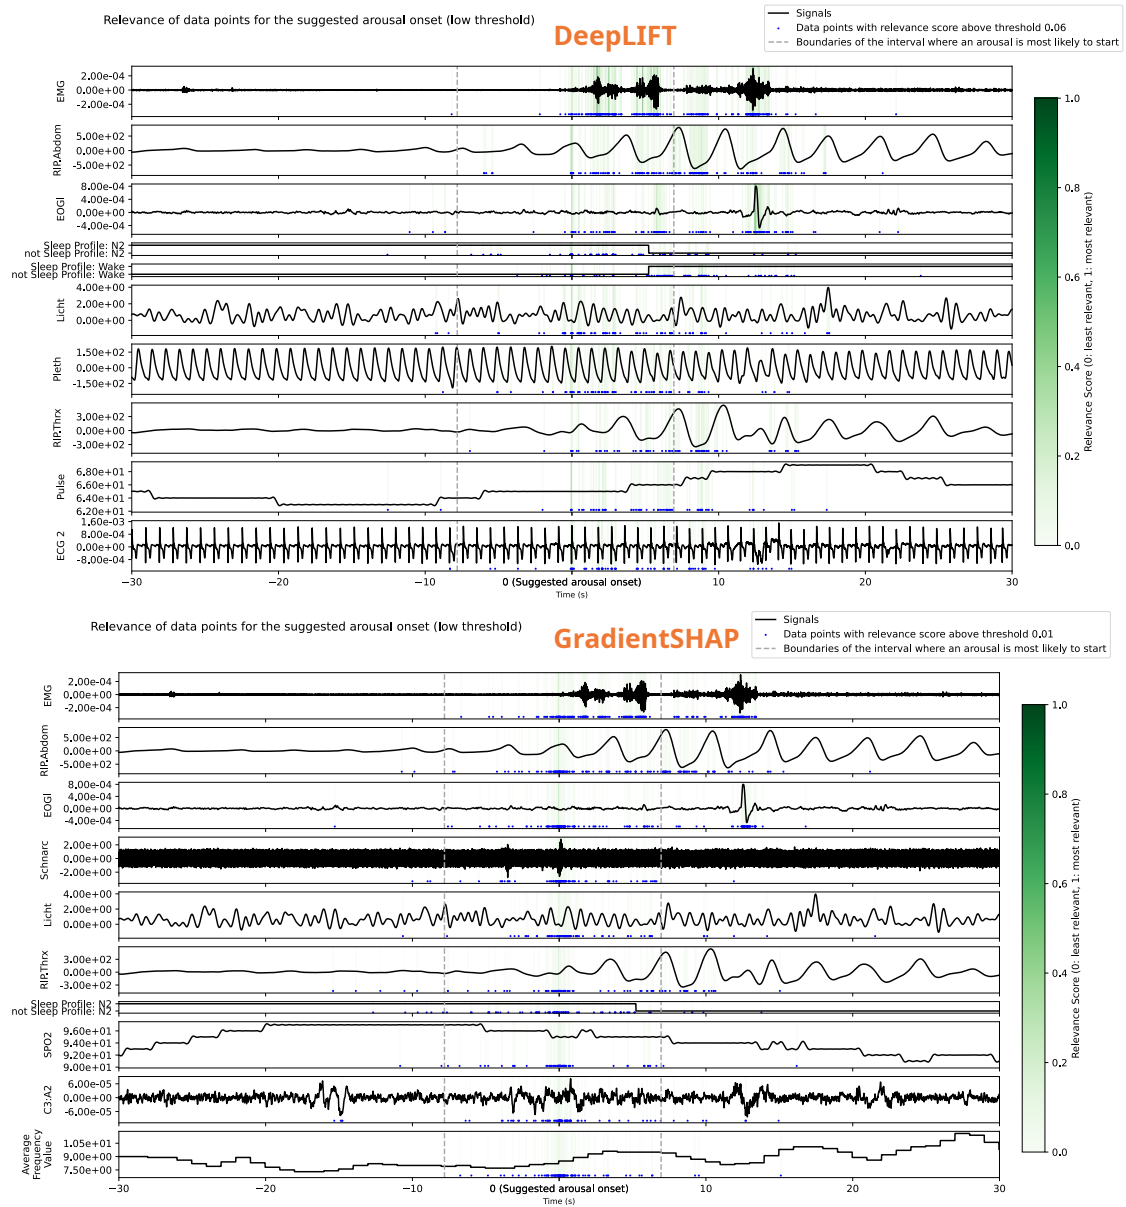 Relevance of data points for the suggested arousal onset (low threshold)
DeepLIFT
Signals
Data points with relevance score above threshold 0.06
Boundaries of the interval where an arousal is most likely to start
EMG
2.00e-04
0.00e+00
−2.00e-04
RIP.Abdom
5.00e+02
0.00e+00
−5.00e+02
EOGl
8.00e-04
4.00e-04
0.00e+00
−4.00e-04
Sleep Profile: N2
not Sleep Profile: N2
Sleep Profile: Wake
not Sleep Profile: Wake
Licht
4.00e+00
2.00e+00
0.00e+00
Pleth
1.50e+02
0.00e+00
−1.50e+02
RIP.Thrx
3.00e+02
0.00e+00
−3.00e+02
Pulse
6.80e+01
6.60e+01
6.40e+01
6.20e+01
ECG 2
1.60e-03
8.00e-04
0.00e+00
−8.00e-04
−30 −20 −10 0 (Suggested arousal onset) 10 20 30
Time (s)
1.0
0.8
0.6
0.4
0.2
0.0
Relevance Score (0: least relevant, 1: most relevant)
Relevance of data points for the suggested arousal onset (low threshold)
GradientSHAP
Signals
Data points with relevance score above threshold 0.01
Boundaries of the interval where an arousal is most likely to start
EMG
2.00e-04
0.00e+00
−2.00e-04
RIP.Abdom
5.00e+02
0.00e+00
−5.00e+02
EOGl
8.00e-04
4.00e-04
0.00e+00
−4.00e-04
Schnarc
2.00e+00
0.00e+00
−2.00e+00
Licht
4.00e+00
2.00e+00
0.00e+00
RIP.Thrx
3.00e+02
0.00e+00
−3.00e+02
Sleep Profile: N2
not Sleep Profile: N2
SPO2
9.60e+01
9.40e+01
9.20e+01
9.00e+01
C3:A2
6.00e-05
0.00e+00
−6.00e-05
Average
Frequency
Value
1.05e+01
9.00e+00
7.50e+00
−30 −20 −10 0 (Suggested arousal onset) 10 20 30
Time (s)
1.0
0.8
0.6
0.4
0.2
0.0
Relevance Score (0: least relevant, 1: most relevant)